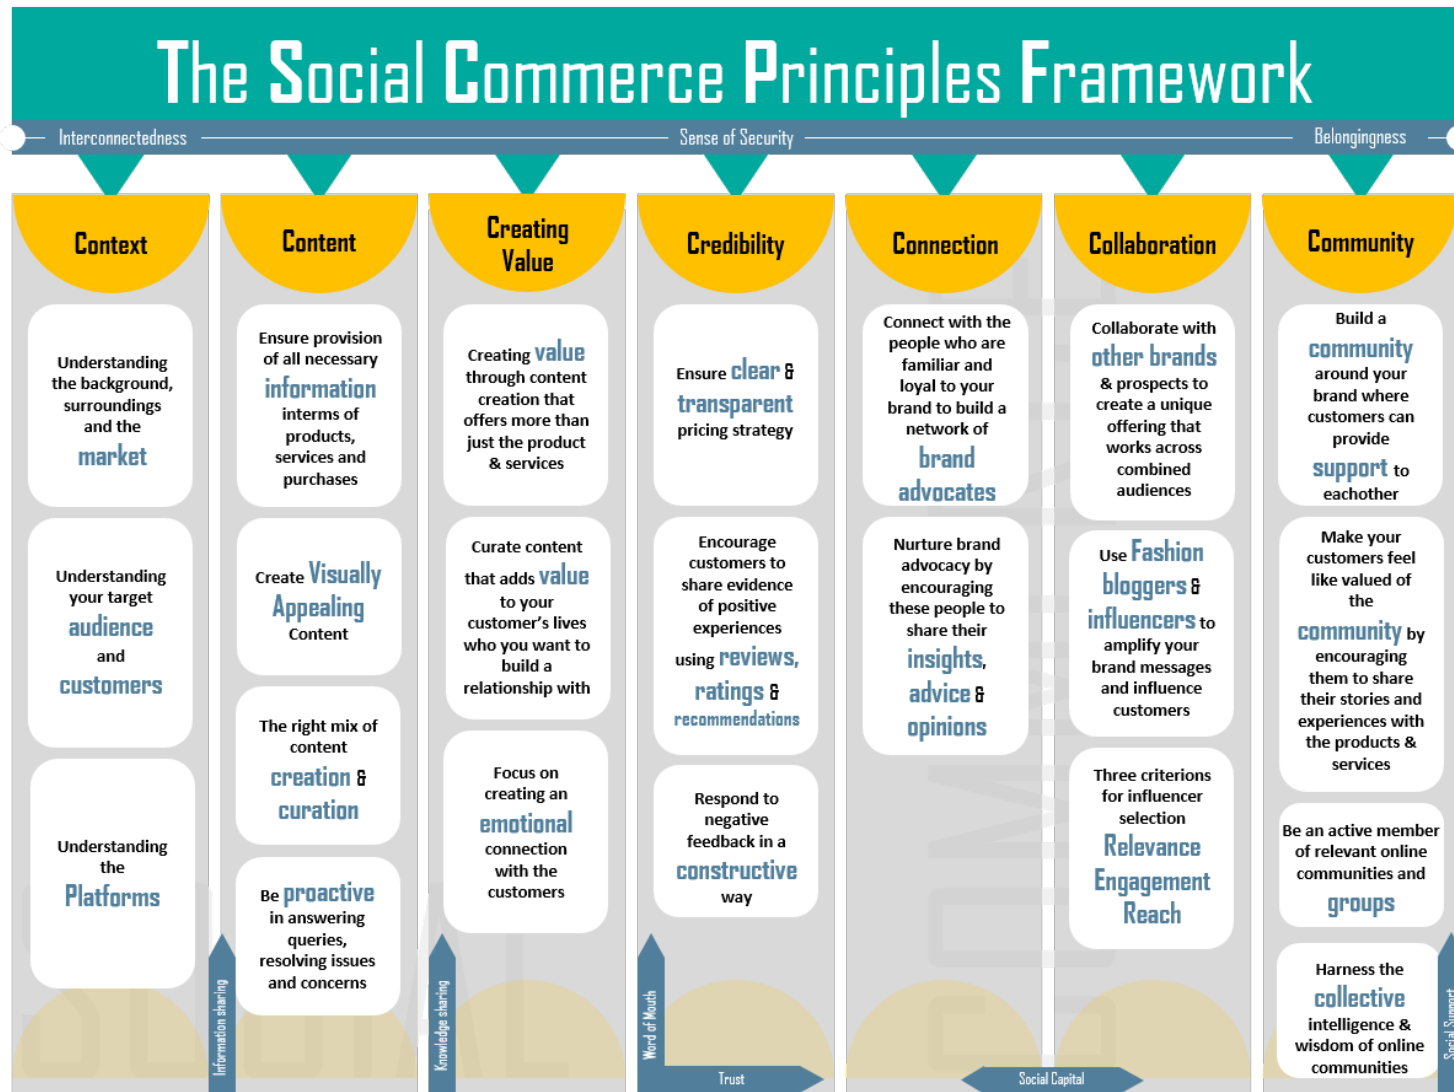 The Social Commerce Principles Framework
Interconnectedness
Sense of Security
Belongingness
Context
Understanding
the background,
surroundings
and the
market
Understanding
your target
audience
and
customers
Understanding
the
Platforms
Content
Ensure provision
of all necessary
information
interms of
products,
services and
purchases
Create Visually
Appealing
Content
The right mix of
content
creation &
curation
Be proactive
in answering
queries,
resolving issues
and concerns
Creating
Value
Creating value
through content
creation that
offers more than
just the product
& services
Curate content
that adds value
to your
customer's lives
who you want to
build a
relationship with
Focus on
creating an
emotional
connection
with the
customers
Credibility
Ensure clear &
transparent
pricing strategy
Encourage
customers to
share evidence
of positive
experiences
using reviews,
ratings &
recommendations
Respond to
negative
feedback in a
constructive
way
Connection
Connect with the
people who are
familiar and
loyal to your
brand to build a
network of
brand
advocates
Nurture brand
advocacy by
encouraging
these people to
share their
insights,
advice &
opinions
Collaboration
Collaborate with
other brands
& prospects to
create a unique
offering that
works across
combined
audiences
Use Fashion
bloggers &
influencers to
amplify your
brand messages
and influence
customers
Three criterions
for influencer
selection
Relevance
Engagement
Reach
Community
Build a
community
around your
brand where
customers can
provide
support to
eachother
Make your
customers feel
like valued of
the
community by
encouraging
them to share
their stories and
experiences with
the products &
services
Be an active member
of relevant online
communities and
groups
Harness the
collective
intelligence &
wisdom of online
communities
Information sharing
Knowledge sharing
Word of Mouth
Trust
Social Capital
Social Support
SOCIAL
COMMERCE